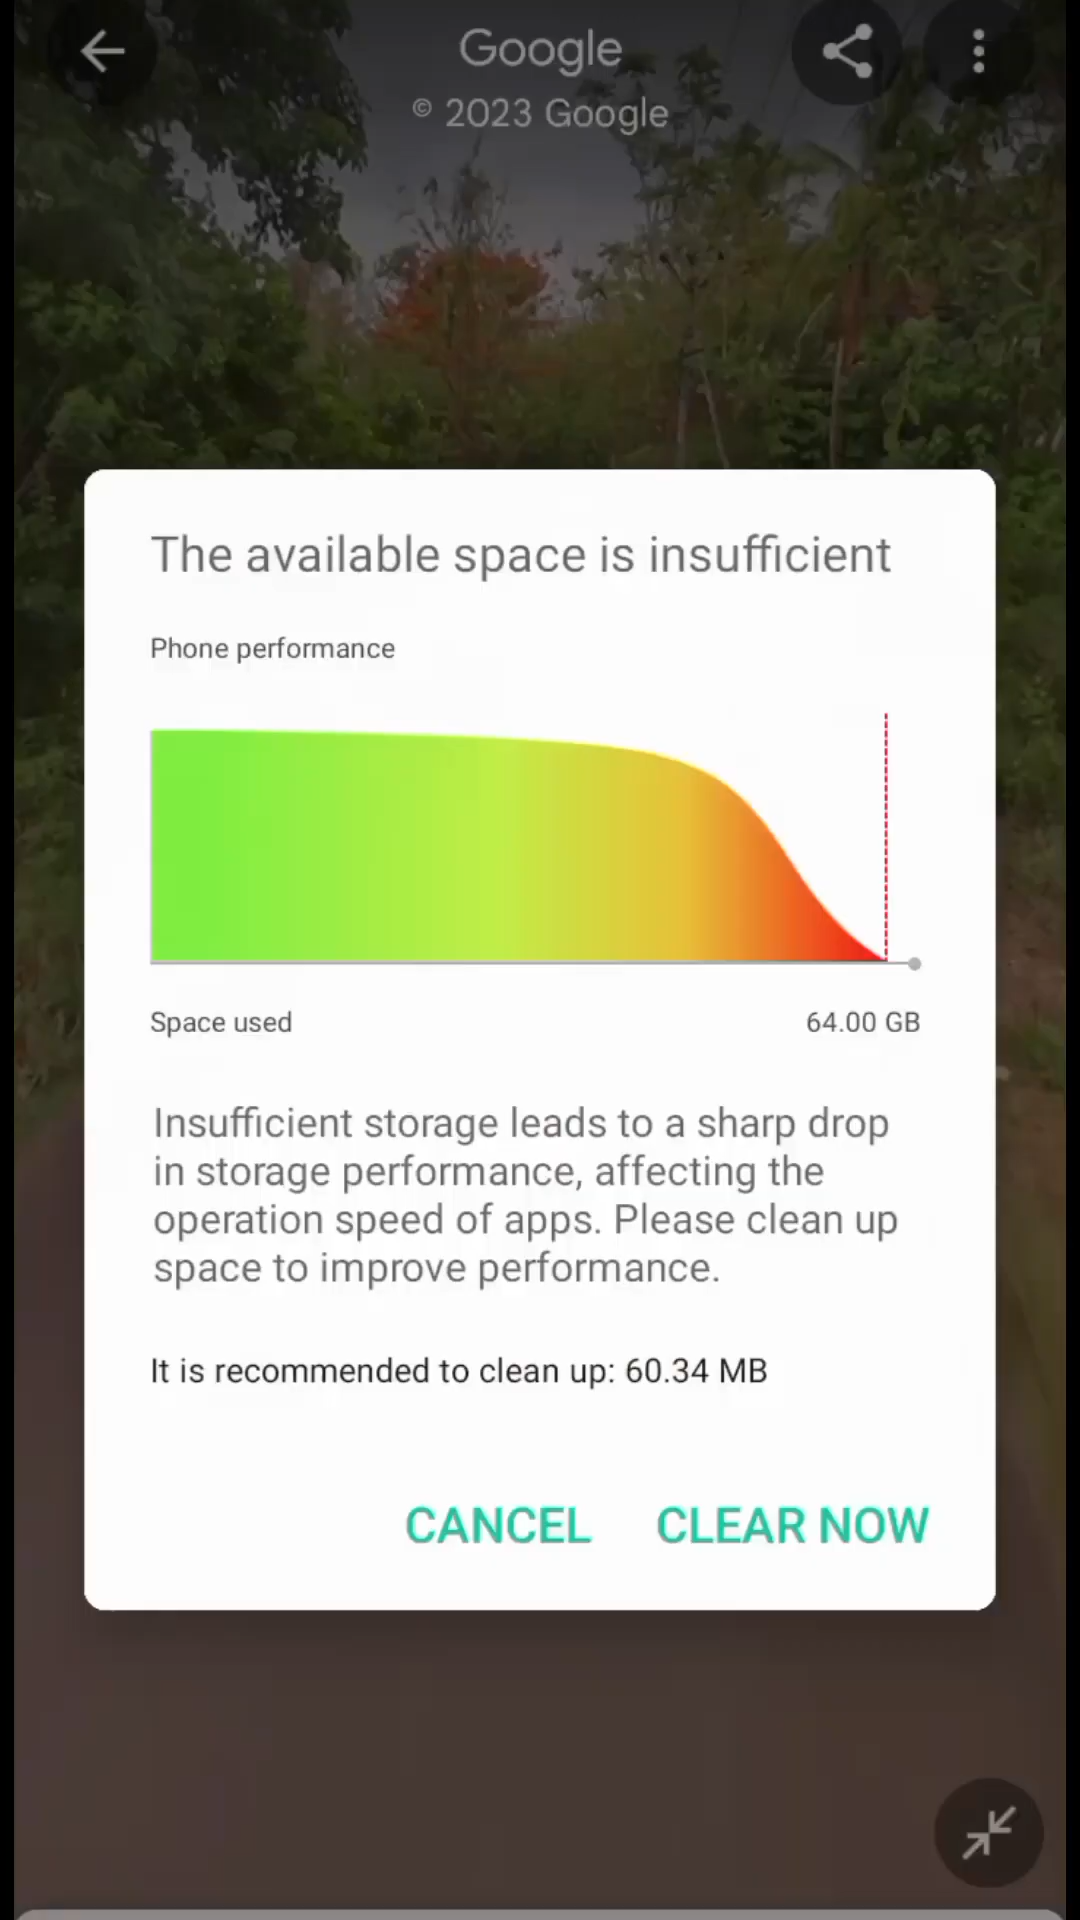 Google
© 2023 Google
The available space is insufficient
Phone performance
Space used 64.00 GB
Insufficient storage leads to a sharp drop
in storage performance, affecting the
operation speed of apps. Please clean up
space to improve performance.
It is recommended to clean up: 60.34 MB
CANCEL CLEAR NOW